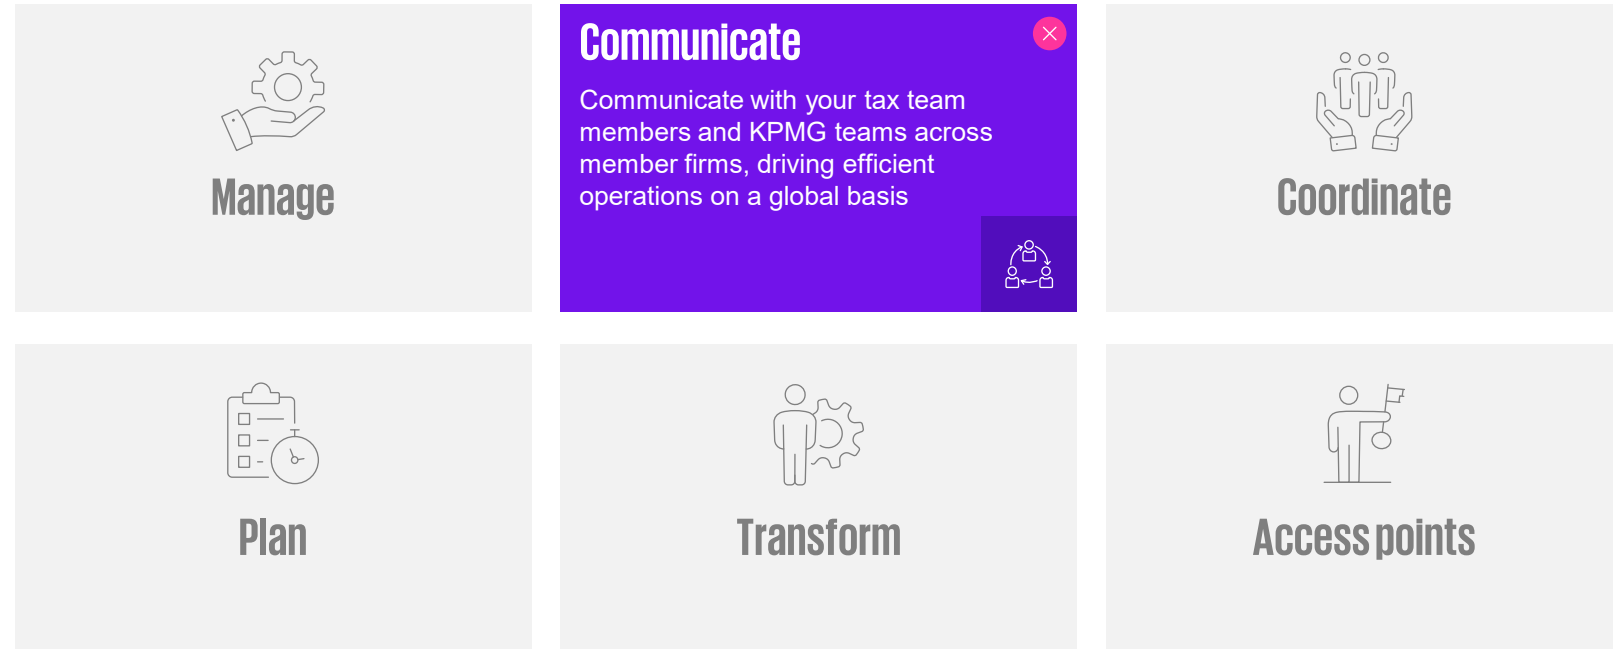 Manage
Communicate
Communicate with your tax team
members and KPMG teams across
member firms, driving efficient
operations on a global basis
Coordinate
Plan
Transform
Access points